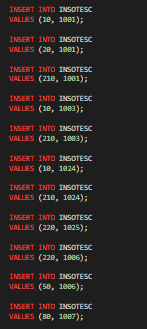 INSERT INTO INSOTESC
VALUES (10, 1001);
INSERT INTO INSOTESC
VALUES (20, 1001);
INSERT INTO INSOTESC
VALUES (210, 1001);
INSERT INTO INSOTESC
VALUES (10, 1003);
INSERT INTO INSOTESC
VALUES (210, 1003);
INSERT INTO INSOTESC
VALUES (10, 1024);
INSERT INTO INSOTESC
VALUES (210, 1024);
INSERT INTO INSOTESC
VALUES (220, 1025);
INSERT INTO INSOTESC
VALUES (220, 1006);
INSERT INTO INSOTESC
VALUES (50, 1006);
INSERT INTO INSOTESC
VALUES (80, 1007);